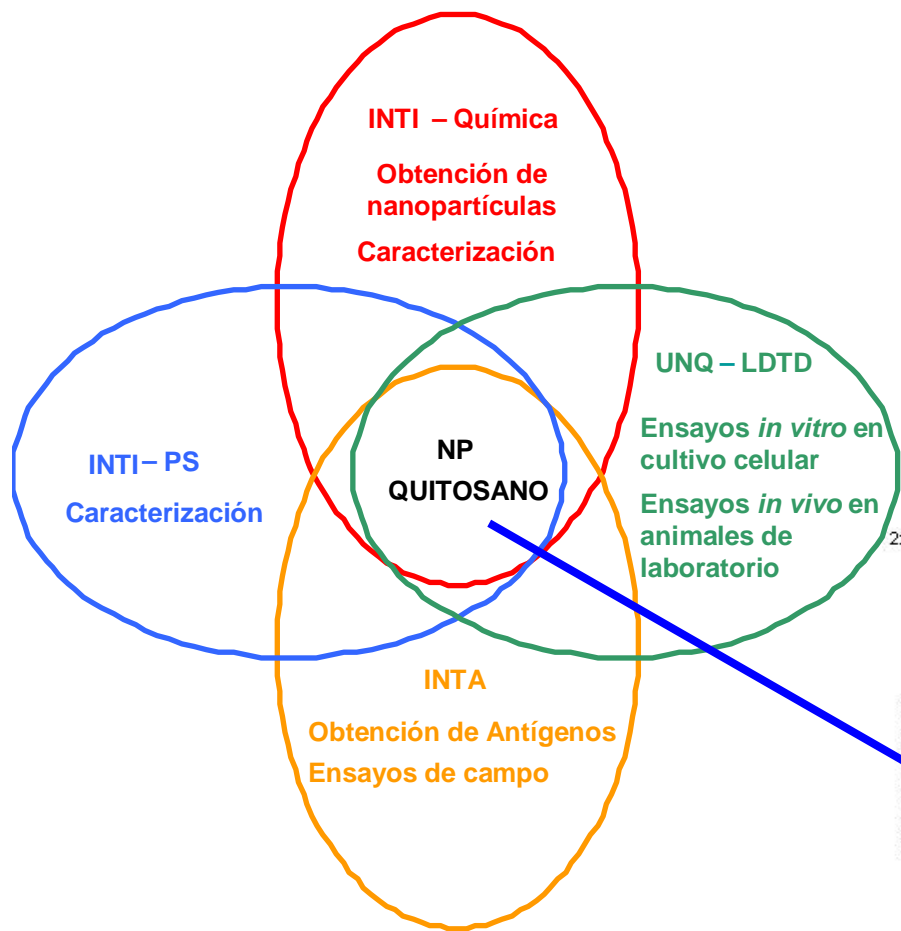 INTI – Química
Obtención de
nanopartículas
Caracterización
UNQ – LDTD
Ensayos in vitro en
cultivo celular
Ensayos in vivo en
animales de
laboratorio
NP
QUITOSANO
INTI – PS
Caracterización
INTA
Obtención de Antígenos
Ensayos de campo